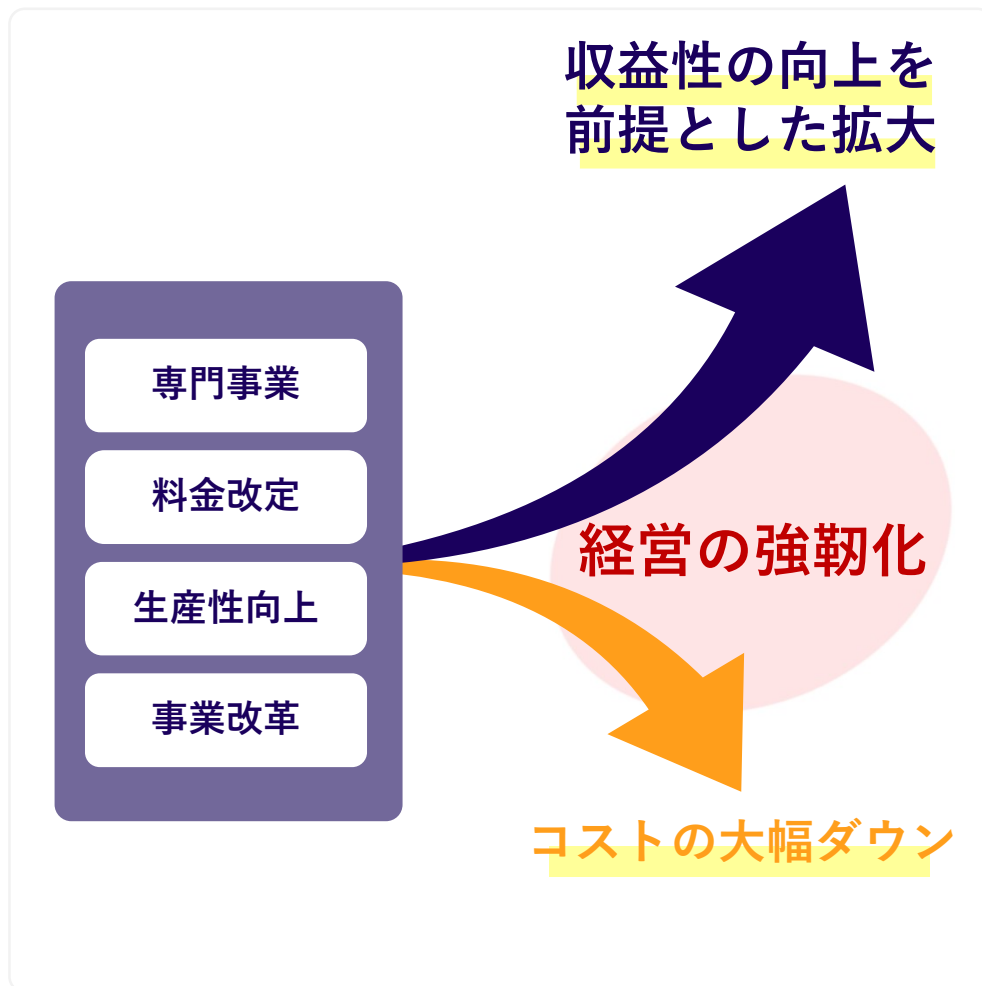 収益性の向上を
前提とした拡大
専門事業
料金改定
生産性向上
事業改革
経営の強靭化
コストの大幅ダウン